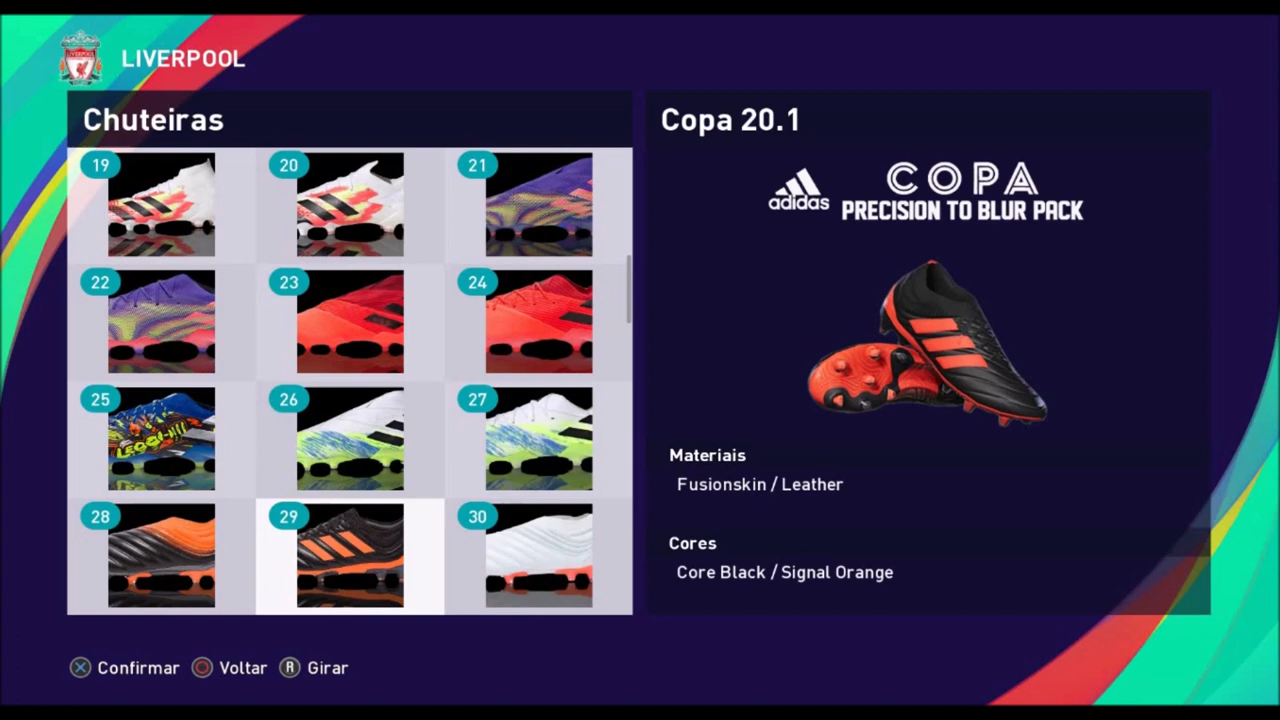 LIVERPOOL
Chuteiras
19
20
21
22
23
24
25
26
27
28
29
30
Copa 20.1
adidas
COPA
PRECISION TO BLUR PACK
Materiais
Fusionskin / Leather
Cores
Core Black / Signal Orange
Confirmar
Voltar
R Girar